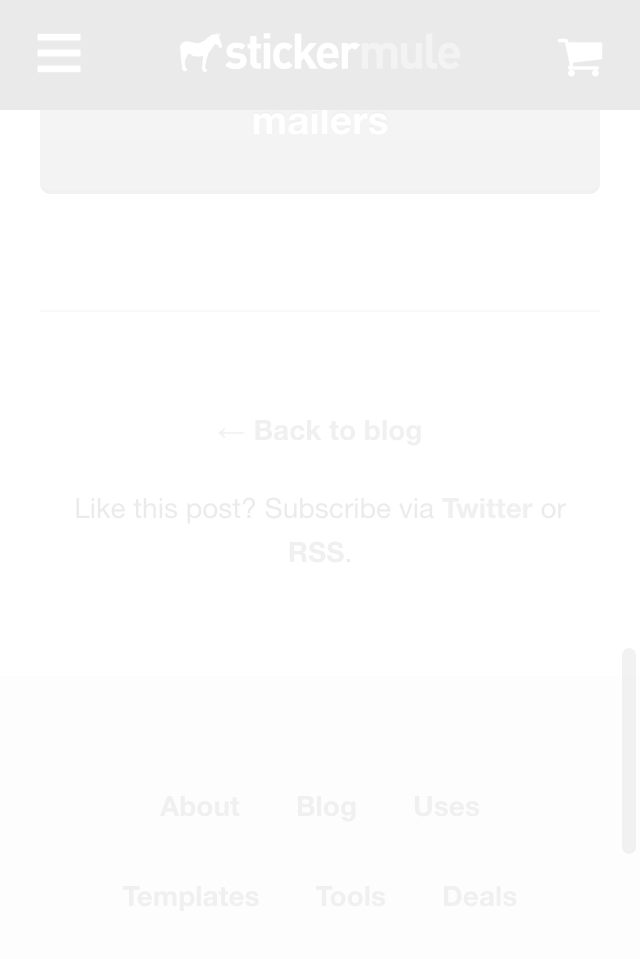 stickermule
mailers
← Back to blog
Like this post? Subscribe via Twitter or
RSS.
About Blog Uses
Templates Tools Deals